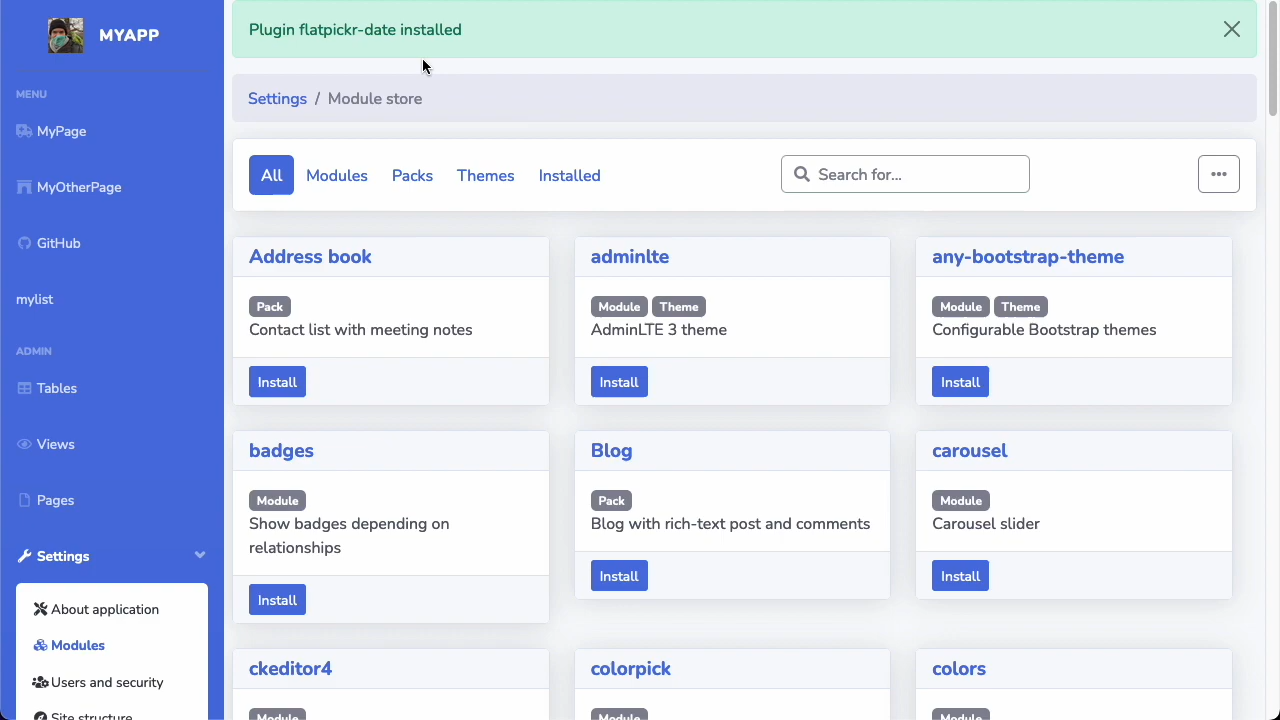 MYAPP
MENU
MyPage
MyOtherPage
GitHub
mylist
ADMIN
Tables
Views
Pages
Settings
About application
Modules
Users and security
Site structure
Plugin flatpickr-date installed
Settings / Module store
All Modules Packs Themes Installed
Search for...
Address book
Pack
Contact list with meeting notes
Install
adminlte
Module Theme
AdminLTE 3 theme
Install
any-bootstrap-theme
Module Theme
Configurable Bootstrap themes
Install
badges
Module
Show badges depending on
relationships
Install
Blog
Pack
Blog with rich-text post and comments
Install
carousel
Module
Carousel slider
Install
ckeditor4
Module
colorpick
Module
colors
Module